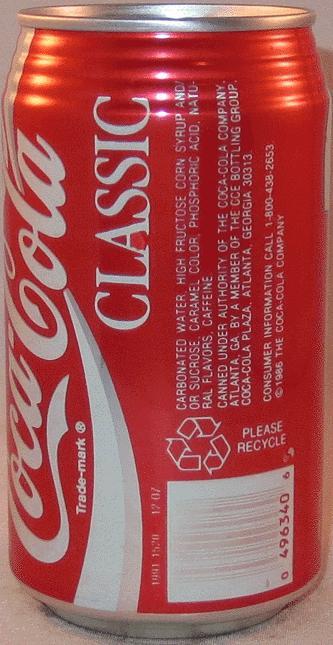 Coca-Cola
Trade-mark ®
CLASSIC
CARBONATED WATER, HIGH FRUCTOSE CORN SYRUP AND/
OR SUCROSE, CARAMEL COLOR, PHOSPHORIC ACID, NATU-
RAL FLAVORS, CAFFEINE.
CANNED UNDER AUTHORITY OF THE COCA-COLA COMPANY,
ATLANTA, GA. BY A MEMBER OF THE CCE BOTTLING GROUP,
COCA-COLA PLAZA, ATLANTA, GEORGIA 30313
CONSUMER INFORMATION CALL 1-800-438-2653
© 1986 THE COCA-COLA COMPANY
PLEASE
RECYCLE
0 496340 6